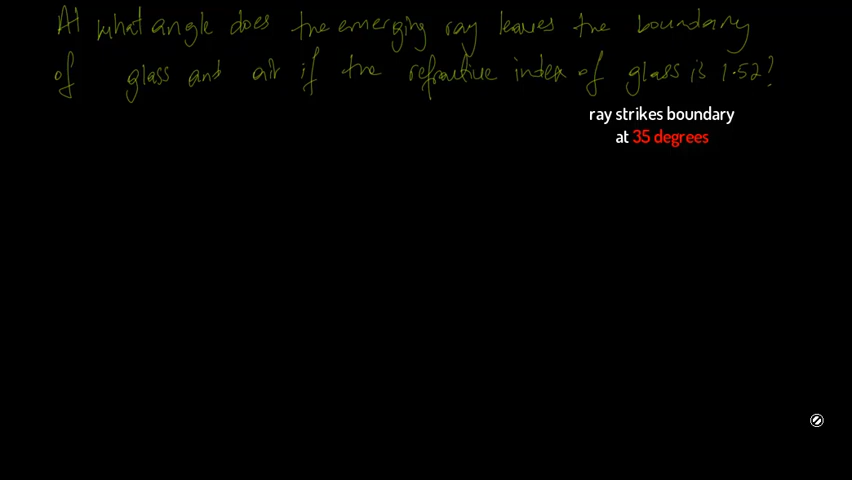 At what angle does the emerging ray leaves the boundary
of glass and air if the refractive index of glass is 1.52?
ray strikes boundary
at 35 degrees